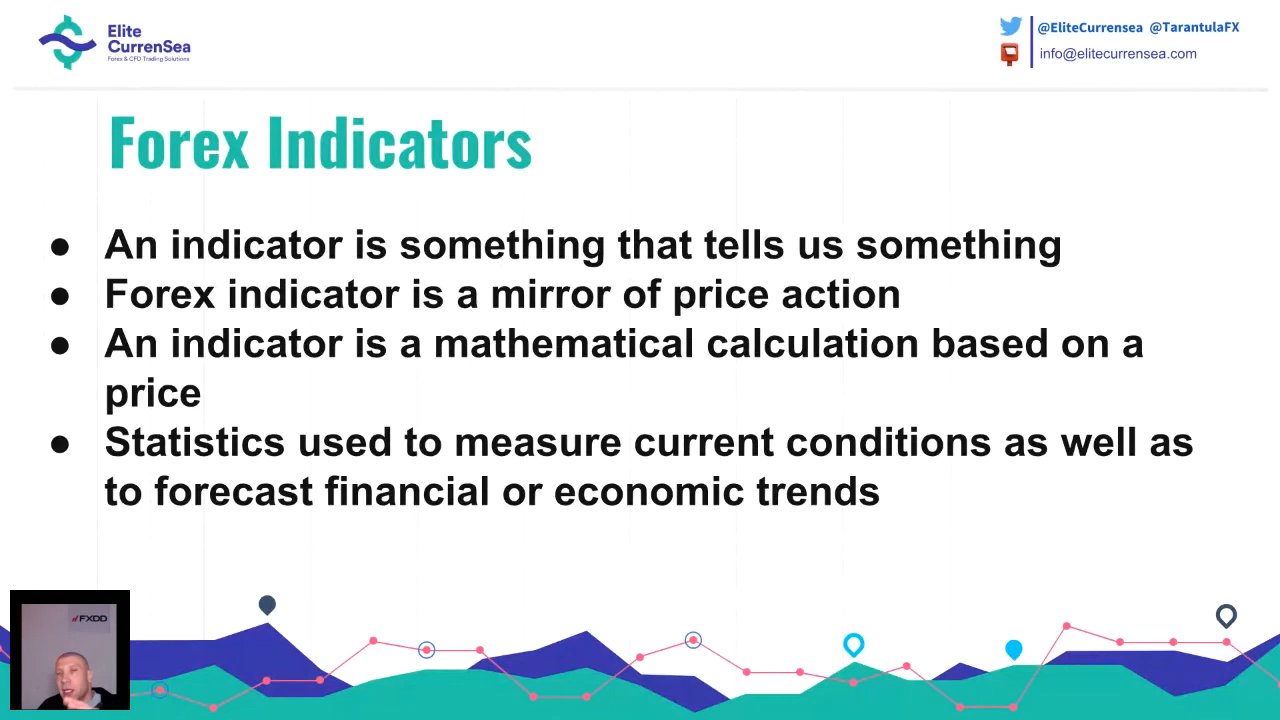 Elite
CurrenSea
Forex & CFD Trading Solutions
@EliteCurrensea @TarantulaFX
info@elitecurrensea.com
Forex Indicators
● An indicator is something that tells us something
● Forex indicator is a mirror of price action
● An indicator is a mathematical calculation based on a
price
● Statistics used to measure current conditions as well as
to forecast financial or economic trends
FXDD